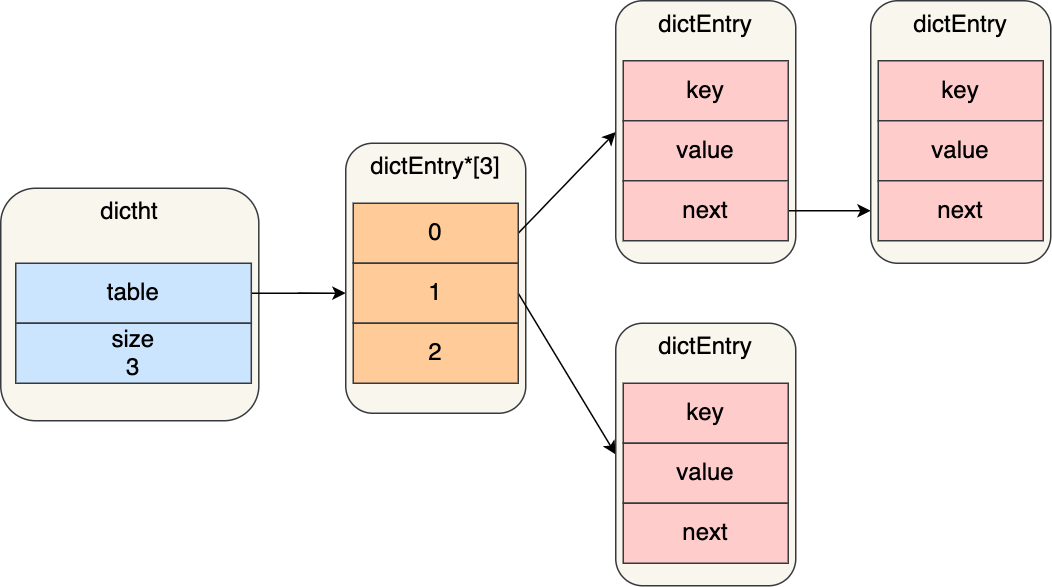 dictht
table
size
3
dictEntry*[3]
0
1
2
dictEntry
key
value
next
dictEntry
key
value
next
dictEntry
key
value
next